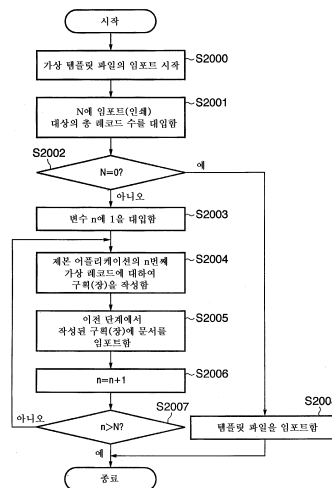 시작
가상 템플릿 파일의 임포트 시작
S2000
N에 임포트(인쇄)
대상의 총 레코드 수를 대입함
S2001
S2002
N=0?
예
아니오
변수 n에 1을 대입함
S2003
제본 어플리케이션의 n번째
가상 레코드에 대하여
구획(장)을 작성함
S2004
이전 단계에서
작성된 구획(장)에 문서를
임포트함
S2005
n=n+1
S2006
S2007
n>N?
아니오
예
템플릿 파일을 임포트함
종료